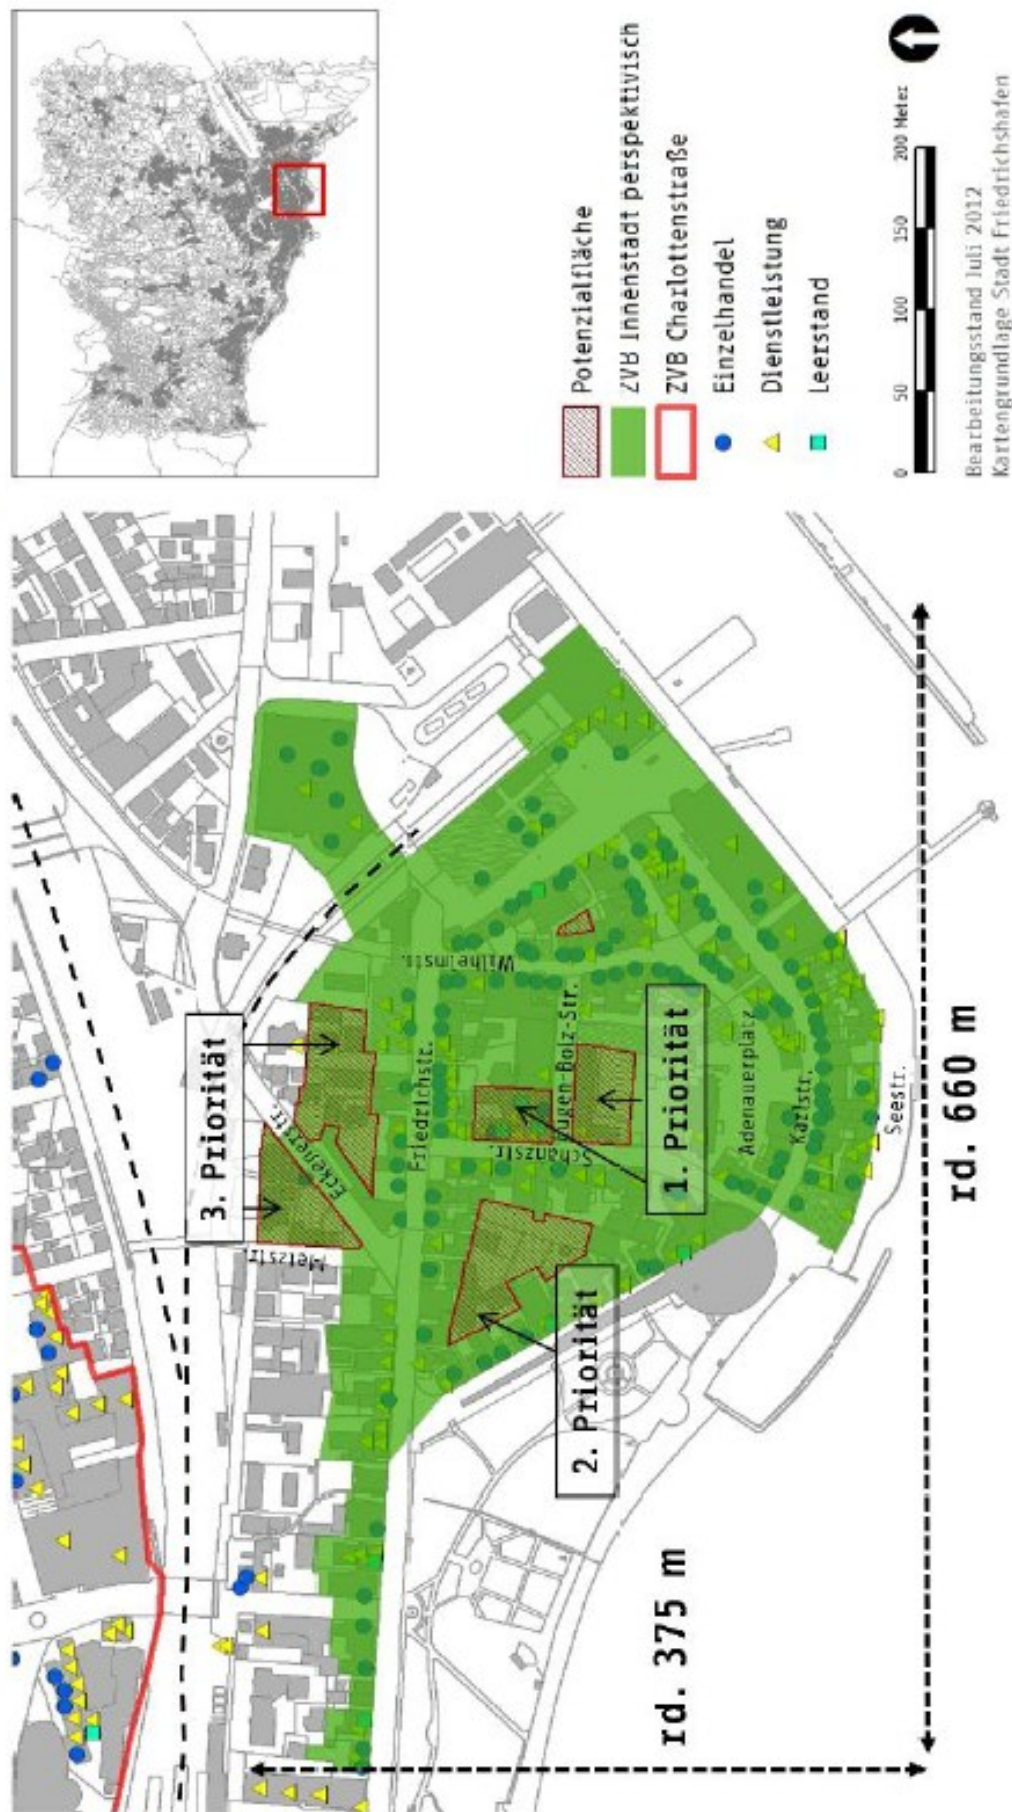 3. Priorität
1. Priorität
2. Priorität
Metzstr.
Eckenerstr.
Friedrichstr.
Wilhelmstr.
Schanzstr.
Eugen-Bolz-Str.
Adenauerplatz
Karlstr.
Seestr.
rd. 375 m
rd. 660 m
Potenzialfläche
ZVB Innenstadt perspektivisch
ZVB Charlottenstraße
Einzelhandel
Dienstleistung
Leerstand
0 50 100 150 200 Meter
Bearbeitungsstand Juli 2012
Kartengrundlage Stadt Friedrichshafen